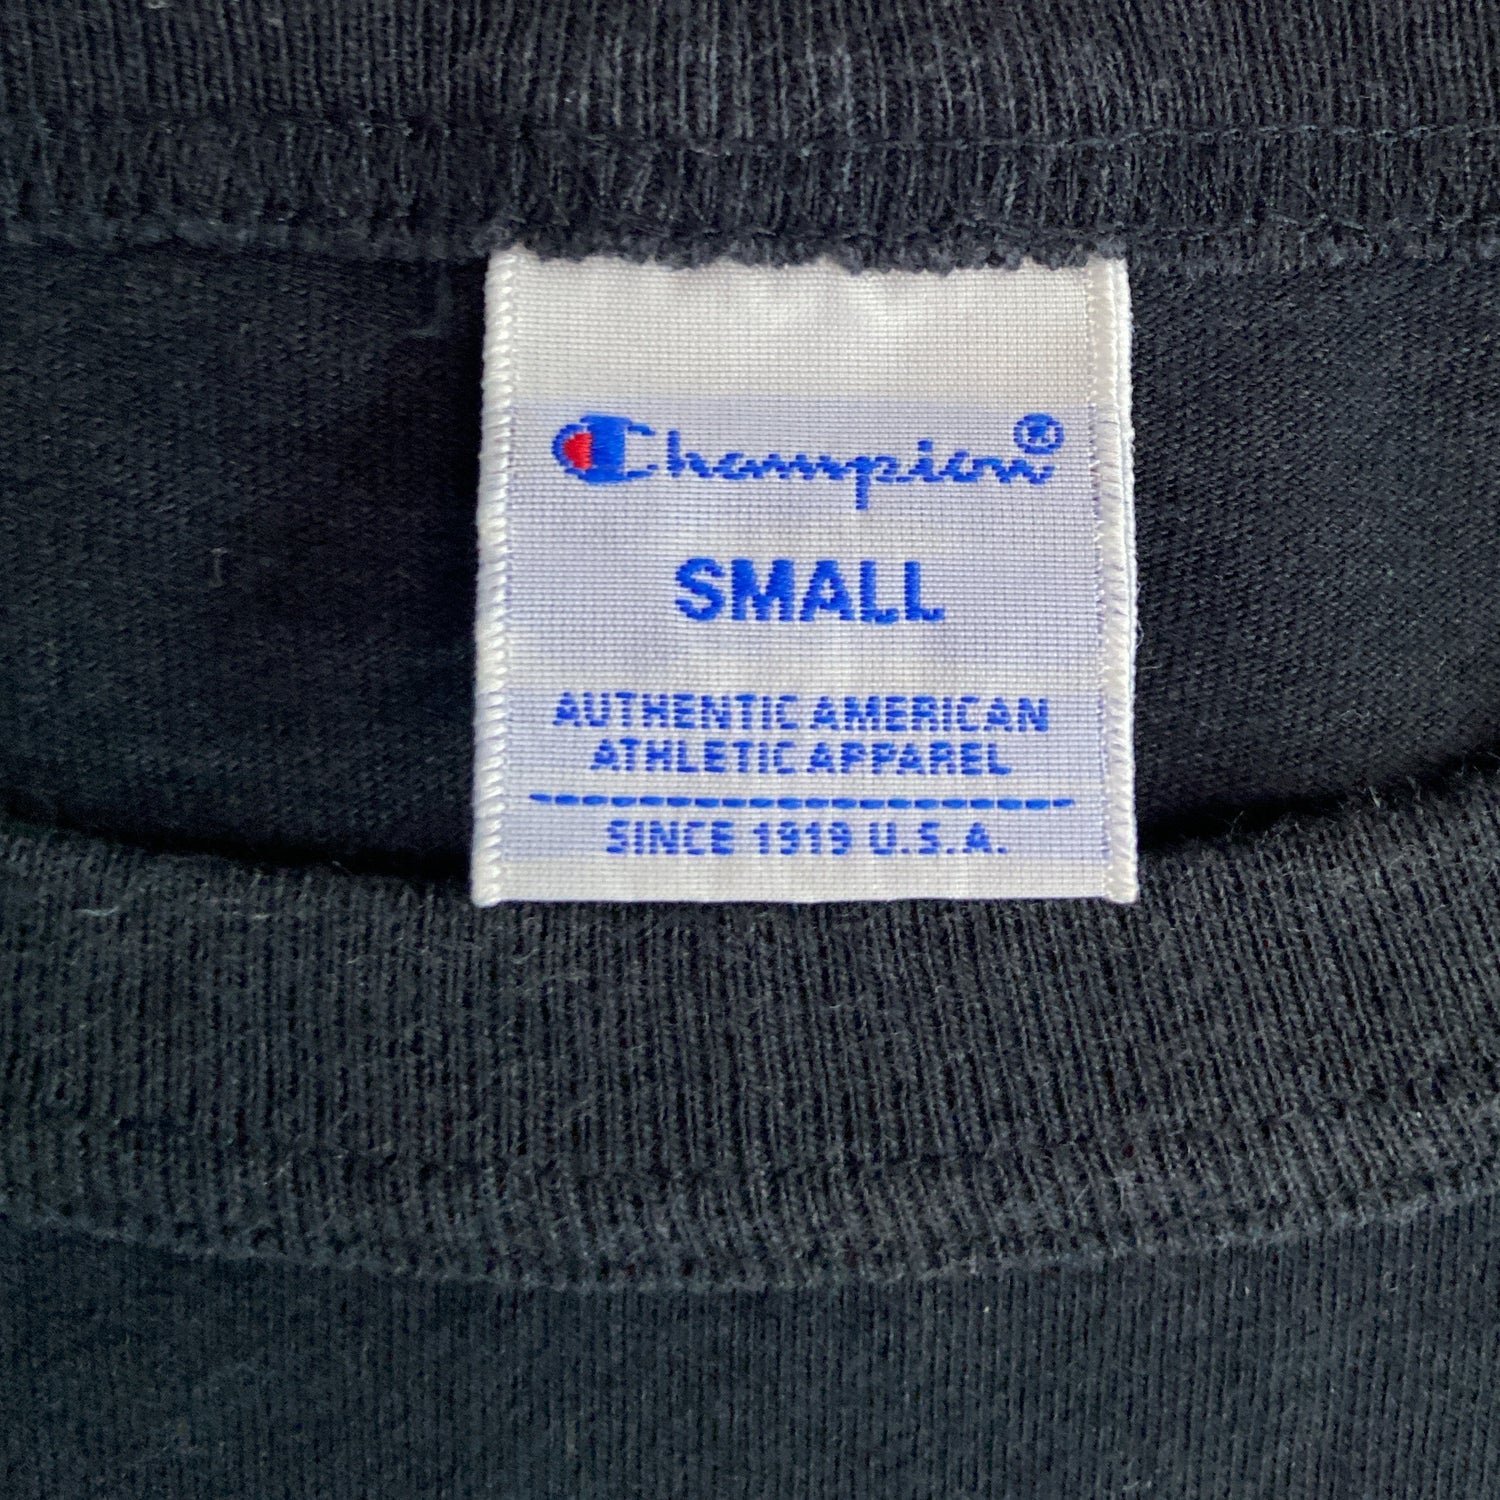 Champion®
SMALL
AUTHENTIC AMERICAN
ATHLETIC APPAREL
SINCE 1919 U.S.A.